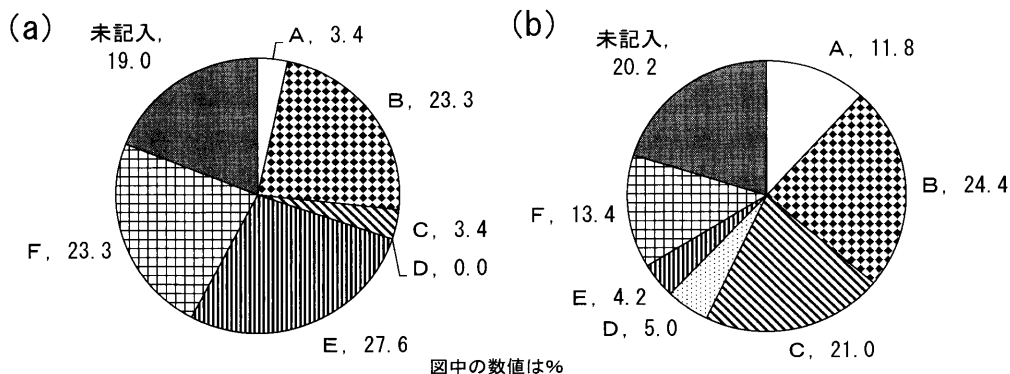 (a)
未記入,
19.0
A, 3.4
B, 23.3
C, 3.4
D, 0.0
E, 27.6
F, 23.3
(b)
未記入,
20.2
A, 11.8
B, 24.4
C, 21.0
D, 5.0
E, 4.2
F, 13.4
図中の数値は%